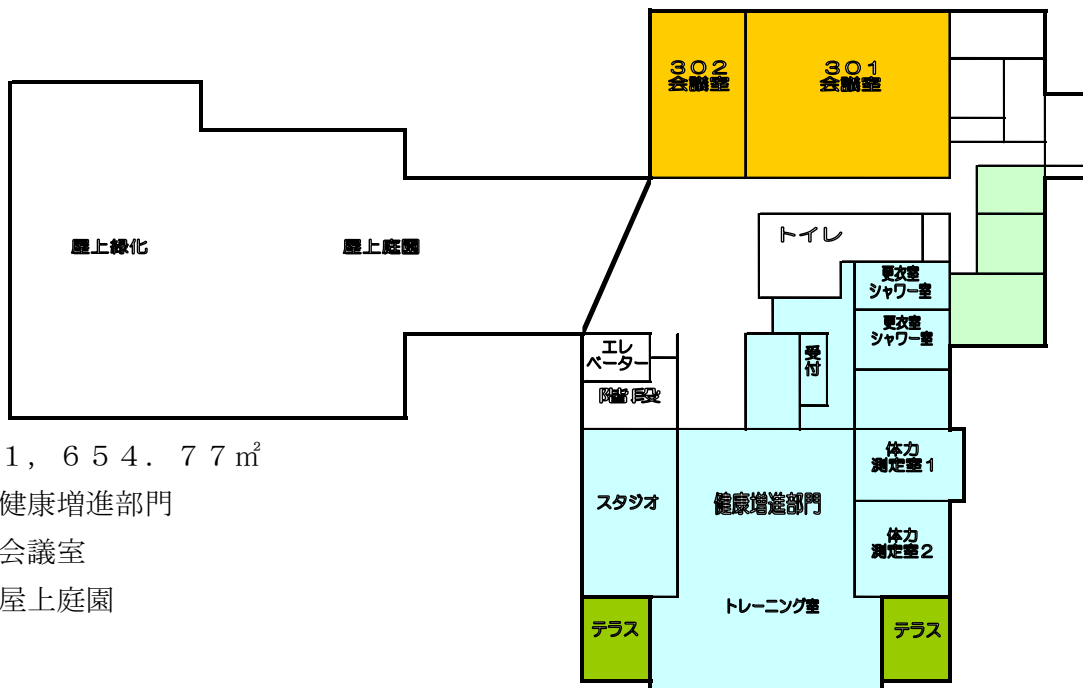 ３０２
会議室
３０１
会議室
屋上緑化
屋上庭園
トイレ
更衣室
シャワー室
更衣室
シャワー室
エレ
ベーター
受付
階段
１，６５４．７７㎡
健康増進部門
会議室
屋上庭園
スタジオ
健康増進部門
体力
測定室１
体力
測定室２
トレーニング室
テラス
テラス